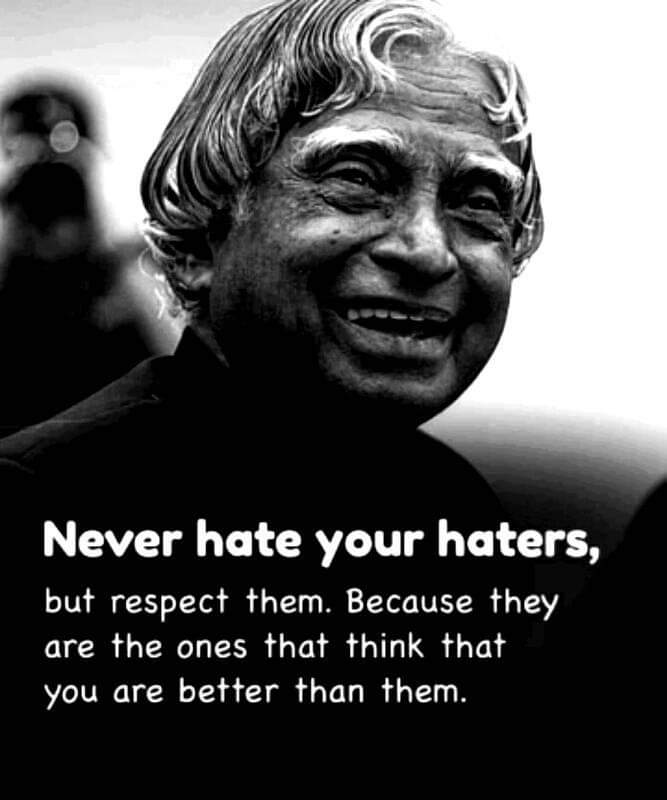 Never hate your haters,
but respect them. Because they
are the ones that think that
you are better than them.